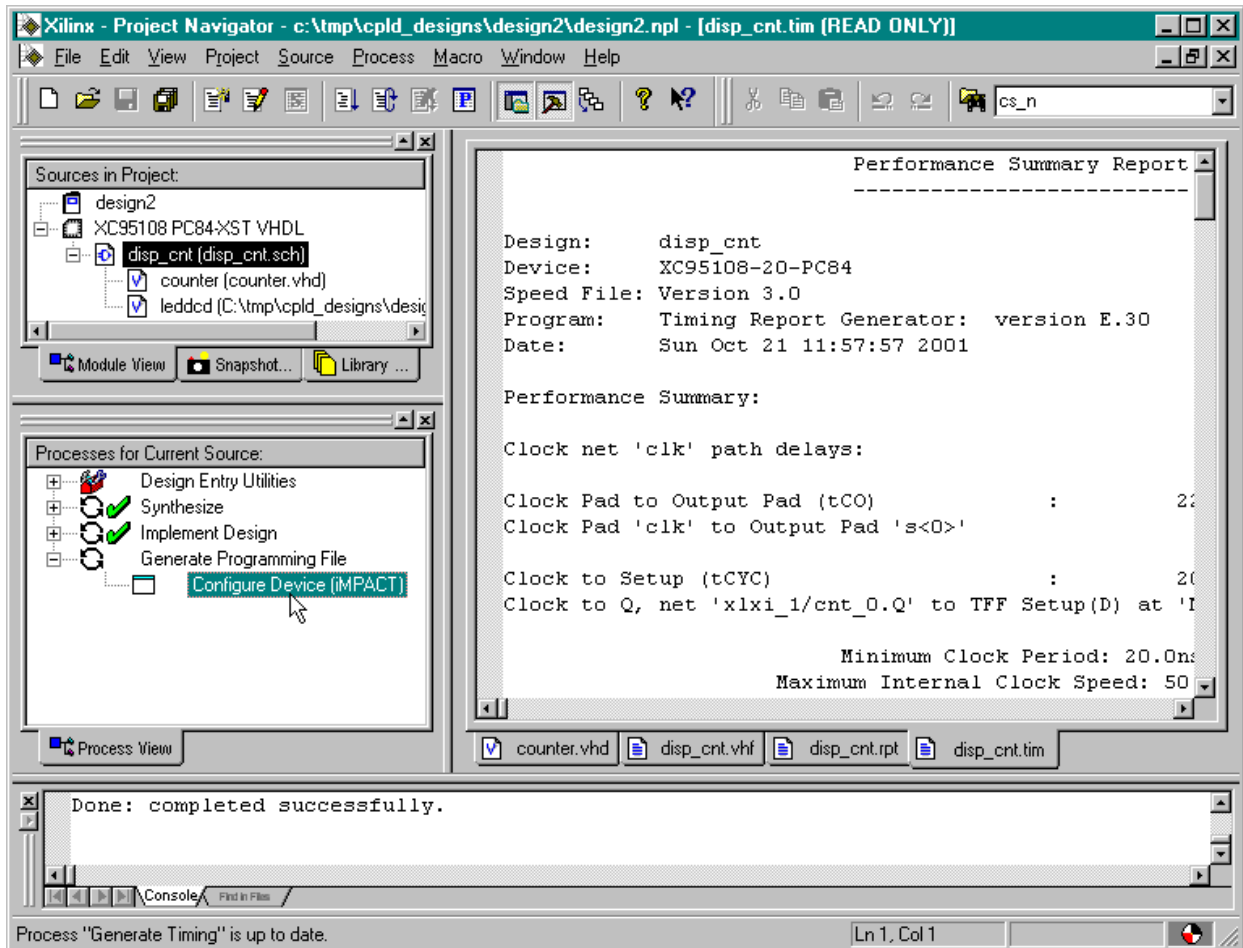 Xilinx - Project Navigator - c:\tmp\cpld_designs\design2\design2.npl - [disp_cnt.tim (READ ONLY)]
File Edit View Project Source Process Macro Window Help
cs_n
Sources in Project:
design2
XC95108 PC84-XST VHDL
disp_cnt (disp_cnt.sch)
counter (counter.vhd)
leddcd (C:\tmp\cpld_designs\desig
Module View Snapshot... Library ...
Processes for Current Source:
Design Entry Utilities
Synthesize
Implement Design
Generate Programming File
Configure Device (iMPACT)
Process View
Performance Summary Report
--------------------------
Design: disp_cnt
Device: XC95108-20-PC84
Speed File: Version 3.0
Program: Timing Report Generator: version E.30
Date: Sun Oct 21 11:57:57 2001
Performance Summary:
Clock net 'clk' path delays:
Clock Pad to Output Pad (tCO) : 22
Clock Pad 'clk' to Output Pad 's<0>'
Clock to Setup (tCYC) : 20
Clock to Q, net 'xlxi_1/cnt_0.Q' to TFF Setup(D) at '
Minimum Clock Period: 20.0ns
Maximum Internal Clock Speed: 50
counter.vhd disp_cnt.vhf disp_cnt.rpt disp_cnt.tim
Done: completed successfully.
Console Find in Files
Process "Generate Timing" is up to date. Ln 1, Col 1